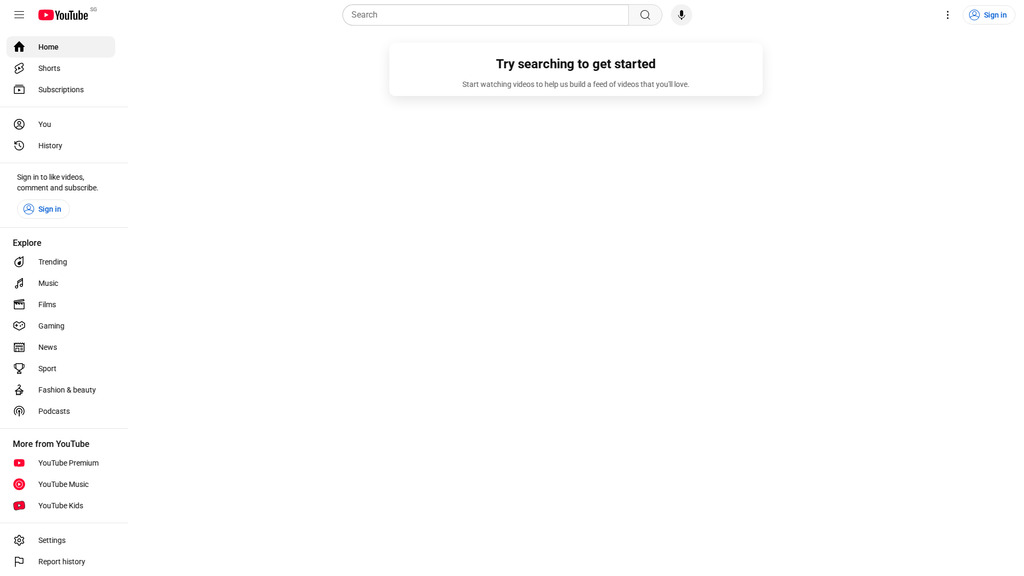 YouTube SG
Search
Sign in
Home
Shorts
Subscriptions
You
History
Sign in to like videos,
comment and subscribe.
Sign in
Explore
Trending
Music
Films
Gaming
News
Sport
Fashion & beauty
Podcasts
More from YouTube
YouTube Premium
YouTube Music
YouTube Kids
Settings
Report history
Try searching to get started
Start watching videos to help us build a feed of videos that you'll love.